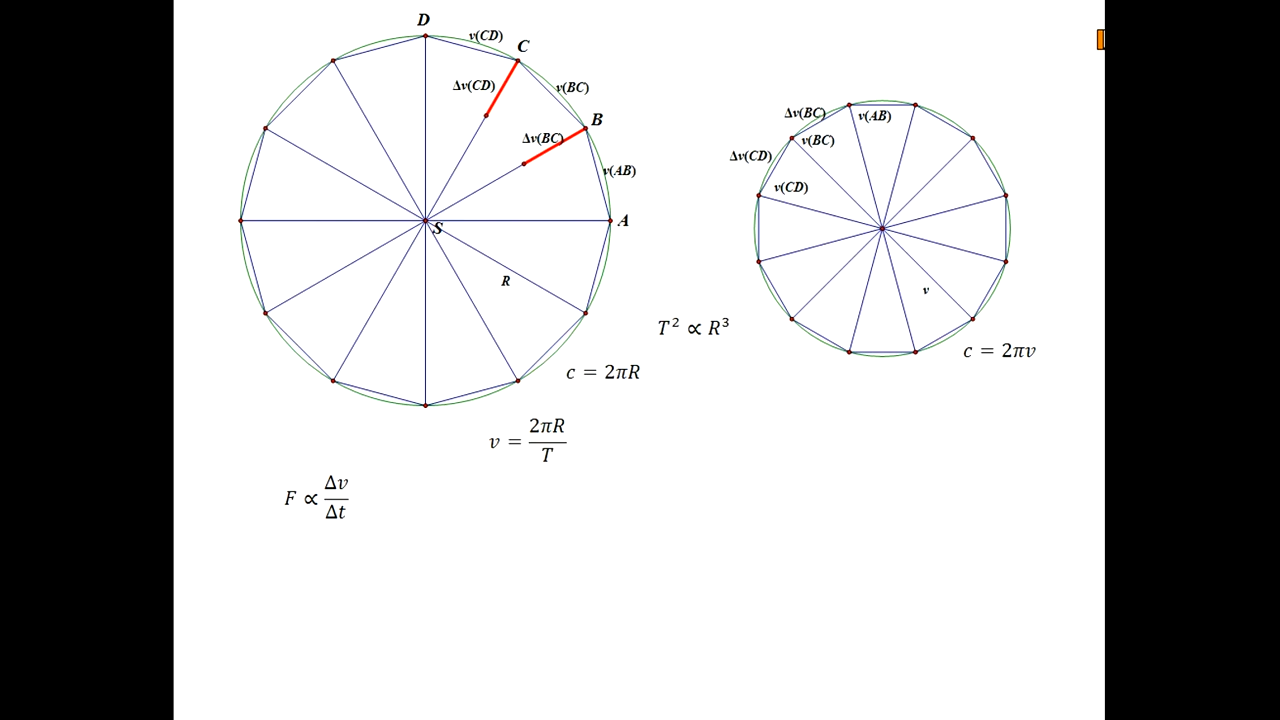 D
v(CD)
C
Δv(CD)
v(BC)
B
Δv(BC)
v(AB)
A
S
R
Δv(BC)
v(AB)
v(BC)
Δv(CD)
v(CD)
v
T² ∝ R³
c = 2πv
c = 2πR
v = 2πR/T
F ∝ Δv/Δt